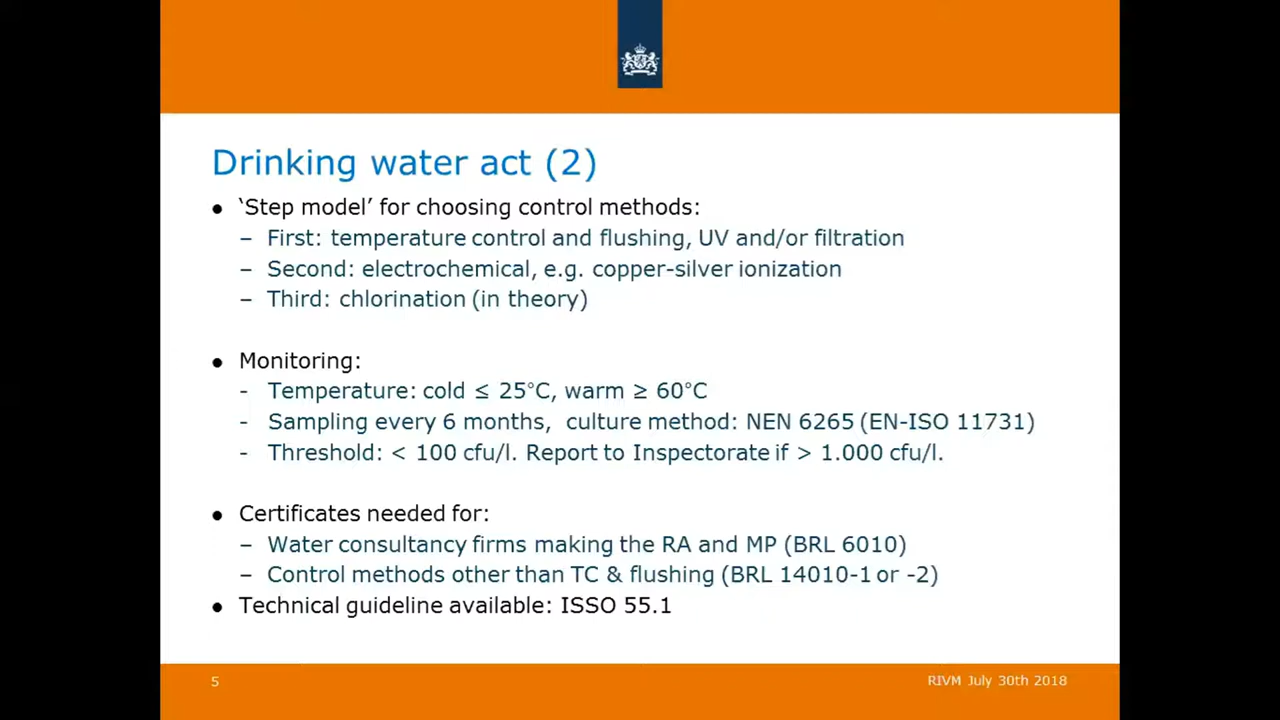 Drinking water act (2)
● ‘Step model’ for choosing control methods:
– First: temperature control and flushing, UV and/or filtration
– Second: electrochemical, e.g. copper-silver ionization
– Third: chlorination (in theory)
● Monitoring:
- Temperature: cold ≤ 25°C, warm ≥ 60°C
- Sampling every 6 months,  culture method: NEN 6265 (EN-ISO 11731)
- Threshold: < 100 cfu/l. Report to Inspectorate if > 1.000 cfu/l.
● Certificates needed for:
– Water consultancy firms making the RA and MP (BRL 6010)
– Control methods other than TC & flushing (BRL 14010-1 or -2)
● Technical guideline available: ISSO 55.1
5
RIVM July 30th 2018